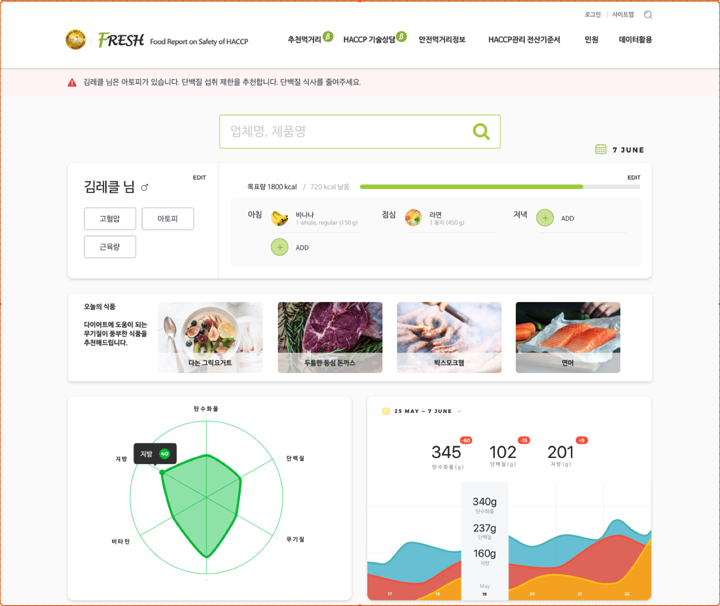 로그인 | 사이트맵
FRESH Food Report on Safety of HACCP
추천먹거리 β HACCP 기술상담 β 안전먹거리정보 HACCP관리 전산기준서 민원 데이터활용
김레클 님은 아토피가 있습니다. 단백질 섭취 제한을 추천합니다. 단백질 식사를 줄여주세요.
업체명, 제품명
7 JUNE
김레클 님
EDIT
고혈압
아토피
근육량
목표량 1800 kcal / 720 kcal 남음
EDIT
아침
바나나
1 whole, regular (150 g)
ADD
점심
라면
1 봉지 (450 g)
저녁
ADD
오늘의 식품
다이어트에 도움이 되는
무기질이 풍부한 식품을
추천해드립니다.
다논 그릭요거트
두툼한 등심 돈까스
빅스모크햄
연어
탄수화물
지방 40
지방
단백질
비타민
무기질
25 MAY – 7 JUNE
345
-60
탄수화물(g)
102
-15
단백질(g)
201
+9
지방(g)
340g
탄수화물
237g
단백질
160g
지방
May
17 18 19 20 21 22